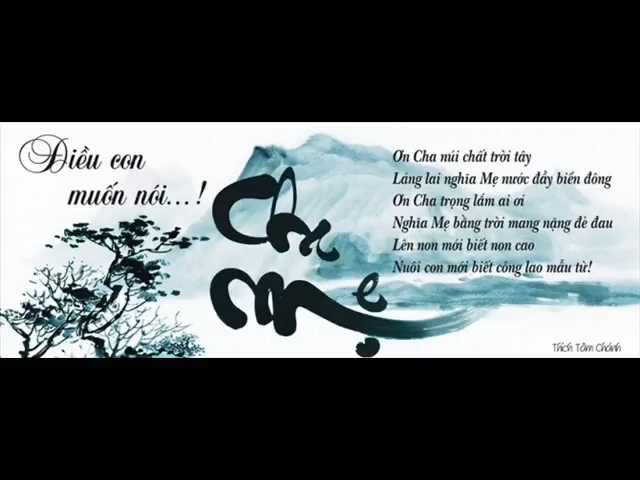 Điều con
muốn nói...!
Cha
Mẹ
Ơn Cha núi chất trời tây
Láng lai nghĩa Mẹ mước đầy biển đông
Ơn Cha trọng lắm ai ơi
Nghĩa Mẹ bằng trời mang nặng đẻ đau
Lên non mới biết non cao
Nuôi con mới biết công lao mẫu từ!
Thích Tâm Chánh